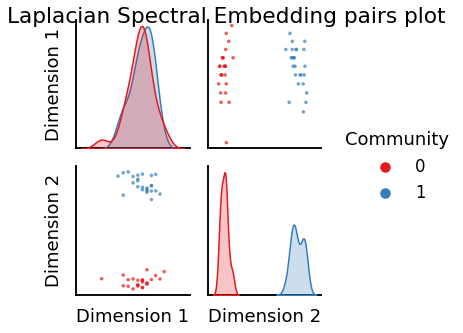 Laplacian Spectral Embedding pairs plot
Dimension 1
Community
0
1
Dimension 2
Dimension 1
Dimension 2